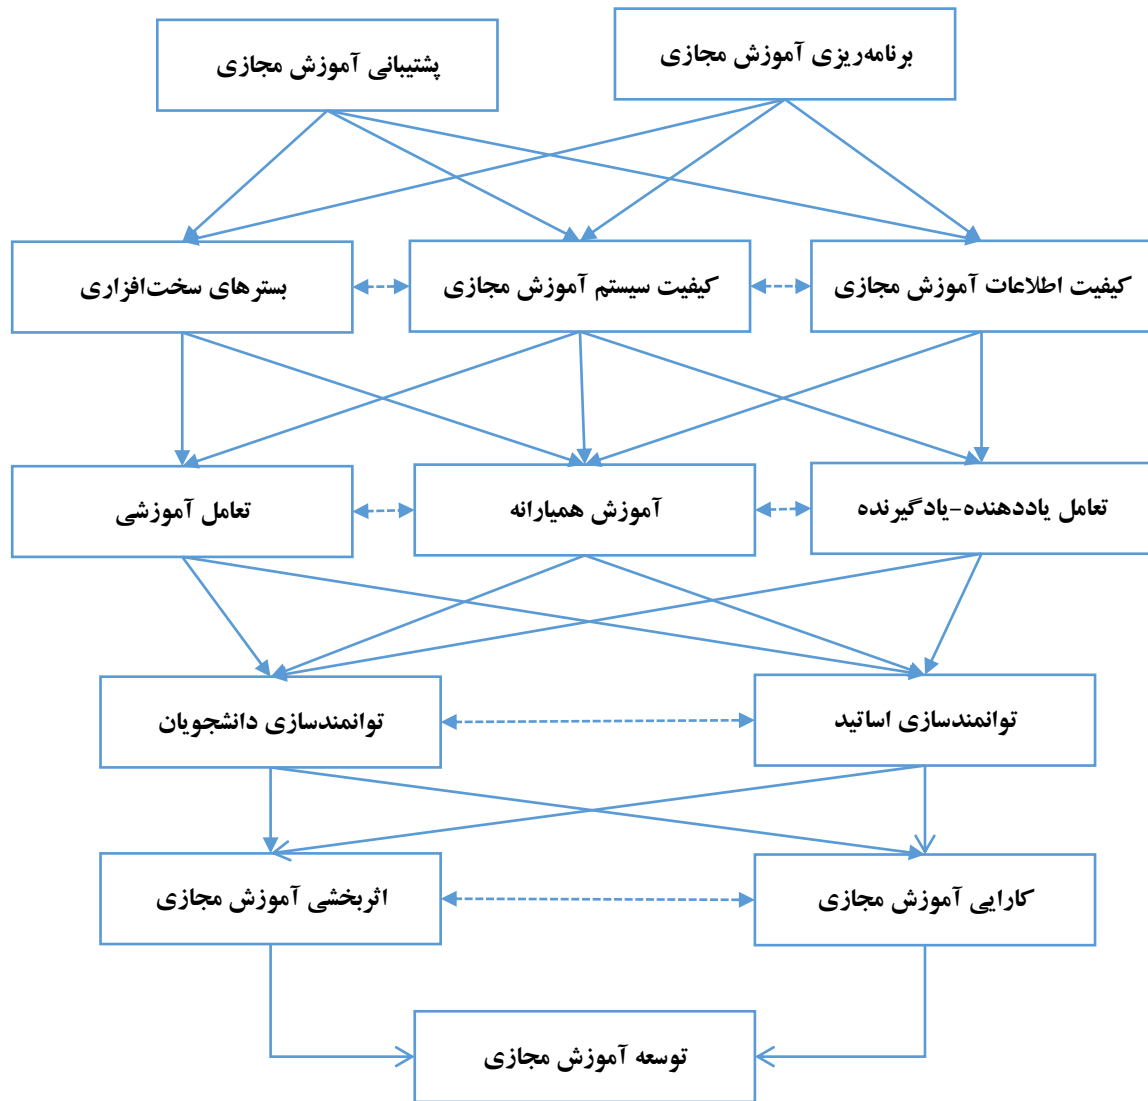 برنامه‌ریزی آموزش مجازی
پشتیبانی آموزش مجازی
کیفیت اطلاعات آموزش مجازی
کیفیت سیستم آموزش مجازی
بسترهای سخت‌افزاری
تعامل یاددهنده-یادگیرنده
آموزش همیارانه
تعامل آموزشی
توانمندسازی اساتید
توانمندسازی دانشجویان
کارایی آموزش مجازی
اثربخشی آموزش مجازی
توسعه آموزش مجازی